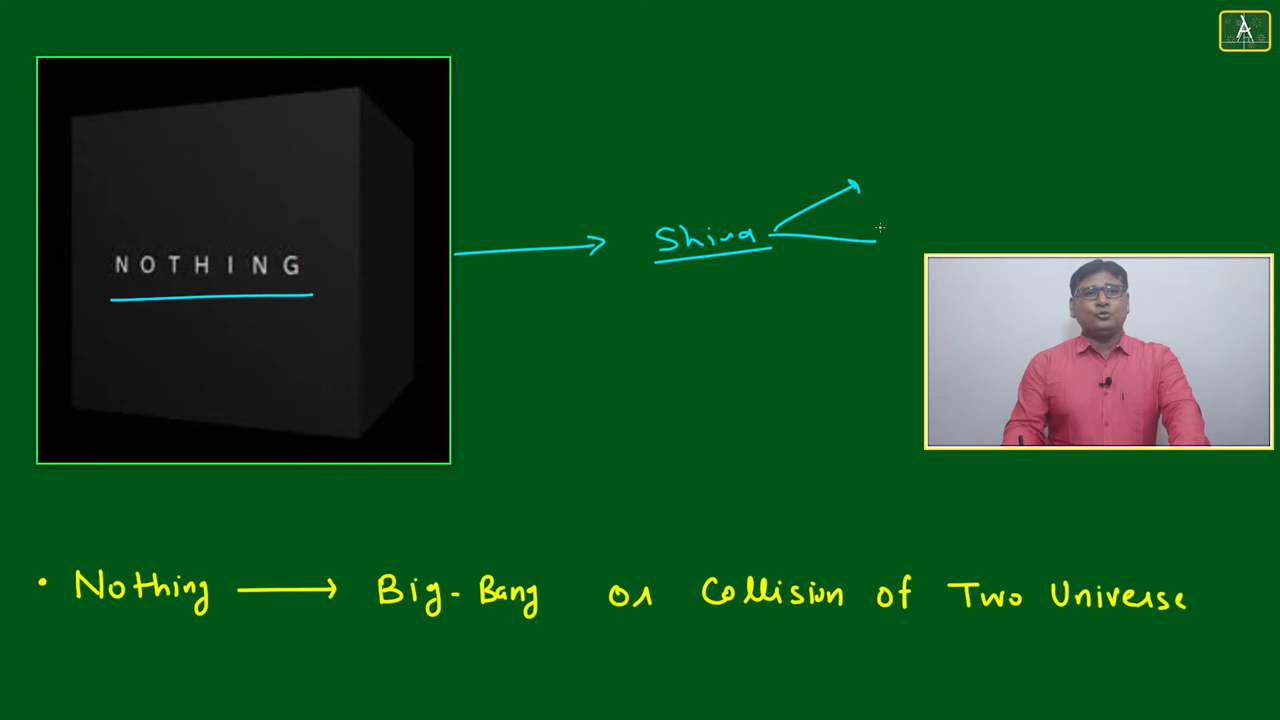 NOTHING
Shiva
• Nothing → Big-Bang or Collision of Two Universe